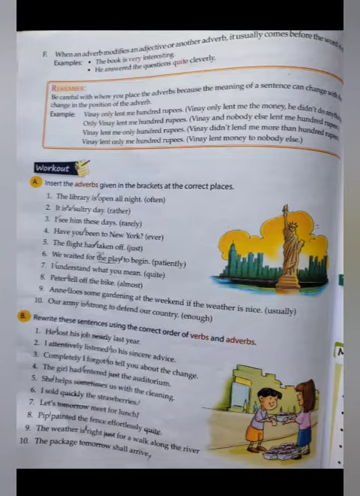 F. When an adverb modifies an adjective or another adverb, it usually comes before the word
Examples: • The book is very interesting.
• He answered the questions quite cleverly.
REMEMBER:
Be careful with where you place the adverbs because the meaning of a sentence can change with
change in the position of the adverb.
Example: Vinay only lent me hundred rupees. (Vinay only lent me the money, he didn't do
Only Vinay lent me hundred rupees. (Vinay and nobody else lent me hundred
Vinay lent me only hundred rupees. (Vinay didn't lend me more than hundred
Vinay lent only me hundred rupees. (Vinay lent money to nobody else.)
Workout
A. Insert the adverbs given in the brackets at the correct places.
1. The library is open all night. (often)
2. It is a sultry day. (rather)
3. I see him these days. (rarely)
4. Have you been to New York? (ever)
5. The flight has taken off. (just)
6. We waited for the play to begin. (patiently)
7. I understand what you mean. (quite)
8. Peter fell off the bike. (almost)
9. Anne does some gardening at the weekend if the weather is nice. (usually)
10. Our army is strong to defend our country. (enough)
B. Rewrite these sentences using the correct order of verbs and adverbs.
1. He lost his job nearly last year.
2. I attentively listened to his sincere advice.
3. Completely I forgot to tell you about the change.
4. The girl had entered just the auditorium.
5. She helps sometimes us with the cleaning.
6. I sold quickly the strawberries.
7. Let's tomorrow meet for lunch!
8. Pip painted the fence effortlessly quite.
9. The weather is right just for a walk along the river
10. The package tomorrow shall arrive.